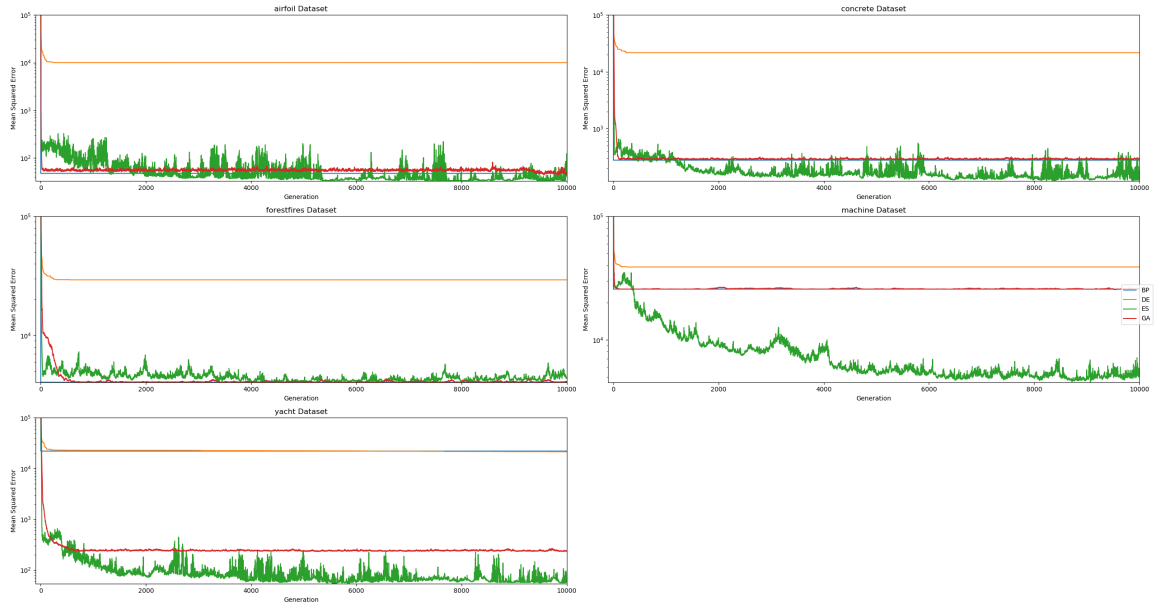 airfoil Dataset
10^5
10^4
10^3
10^2
Mean Squared Error
0 2000 4000 6000 8000 10000
Generation
concrete Dataset
10^5
10^4
10^3
Mean Squared Error
0 2000 4000 6000 8000 10000
Generation
forestfires Dataset
10^4
Mean Squared Error
0 2000 4000 6000 8000 10000
Generation
machine Dataset
10^5
10^4
Mean Squared Error
0 2000 4000 6000 8000 10000
Generation
BP
DE
ES
GA
yacht Dataset
10^5
10^4
10^3
10^2
Mean Squared Error
0 2000 4000 6000 8000 10000
Generation